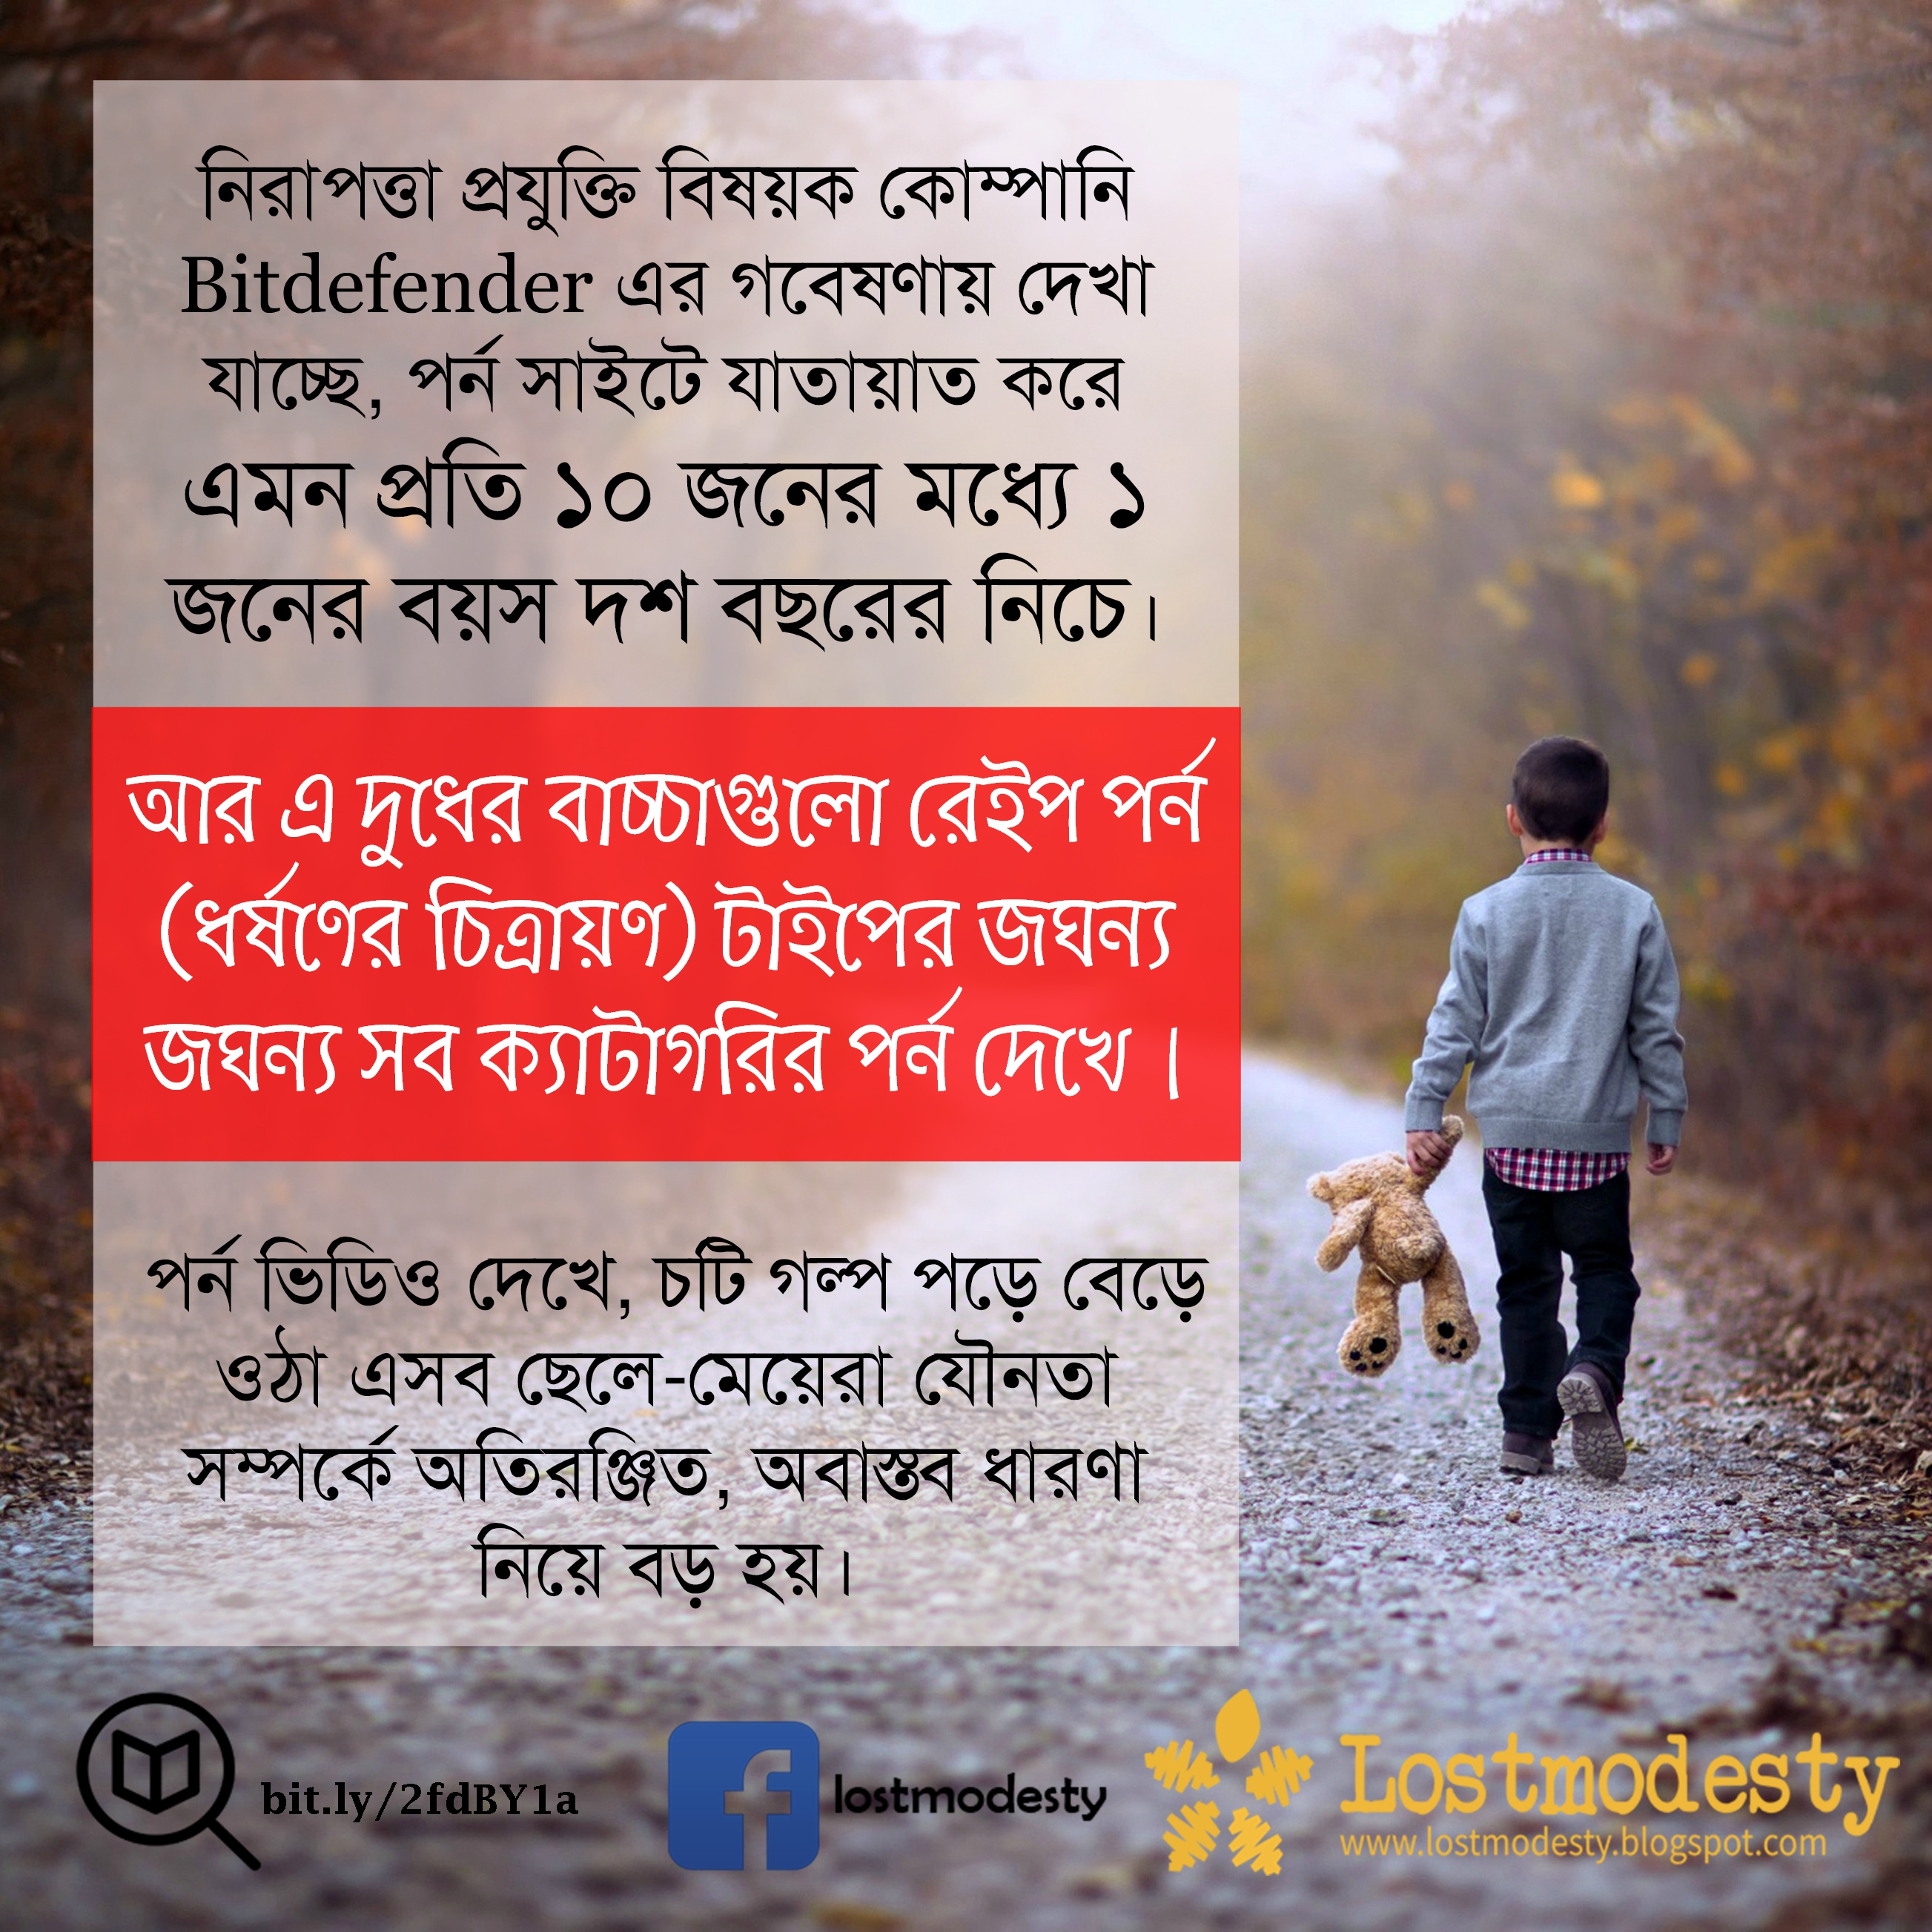 নিরাপত্তা প্রযুক্তি বিষয়ক কোম্পানি
Bitdefender এর গবেষণায় দেখা
যাচ্ছে, পর্ন সাইটে যাতায়াত করে
এমন প্রতি ১০ জনের মধ্যে ১
জনের বয়স দশ বছরের নিচে।
আর এ দুধের বাচ্চাগুলো রেইপ পর্ন
(ধর্ষণের চিত্রায়ণ) টাইপের জঘন্য
জঘন্য সব ক্যাটাগরির পর্ন দেখে ।
পর্ন ভিডিও দেখে, চটি গল্প পড়ে বেড়ে
ওঠা এসব ছেলে-মেয়েরা যৌনতা
সম্পর্কে অতিরঞ্জিত, অবাস্তব ধারণা
নিয়ে বড় হয়।
bit.ly/2fdBY1a
lostmodesty
Lostmodesty
www.lostmodesty.blogspot.com